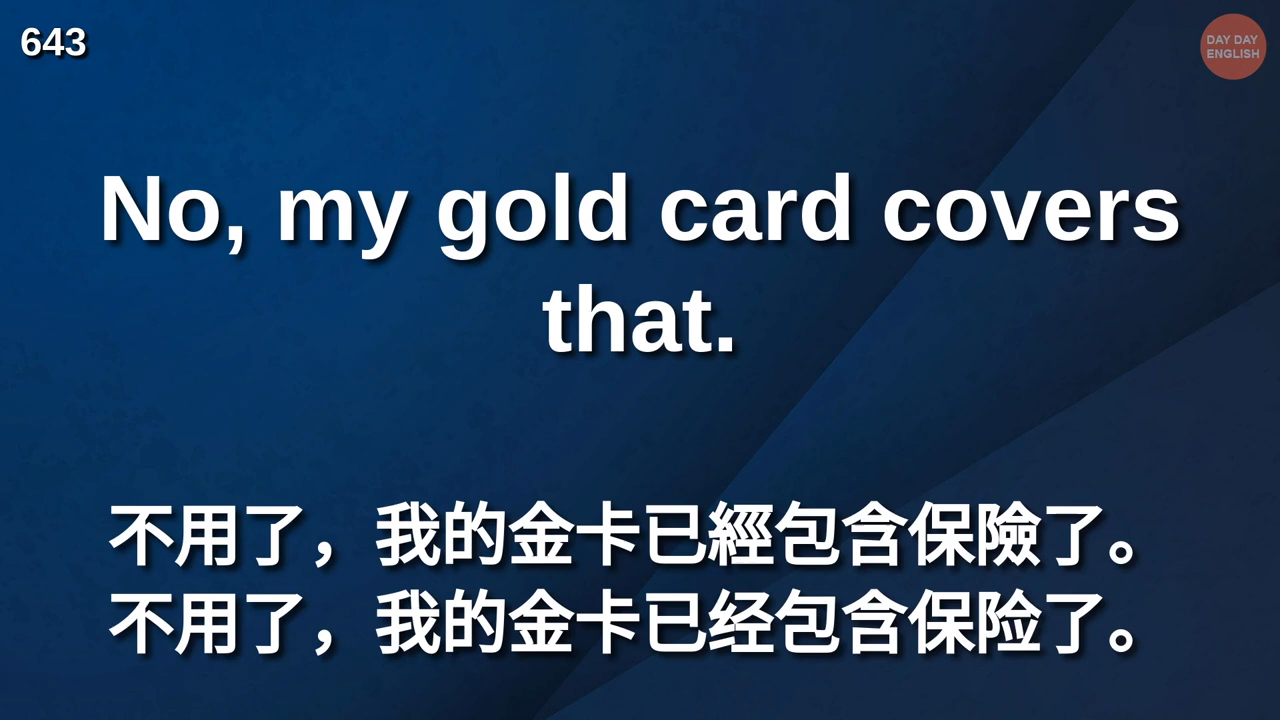 643
DAY DAY
ENGLISH
No, my gold card covers
that.
不用了，我的金卡已經包含保險了。
不用了，我的金卡已经包含保险了。